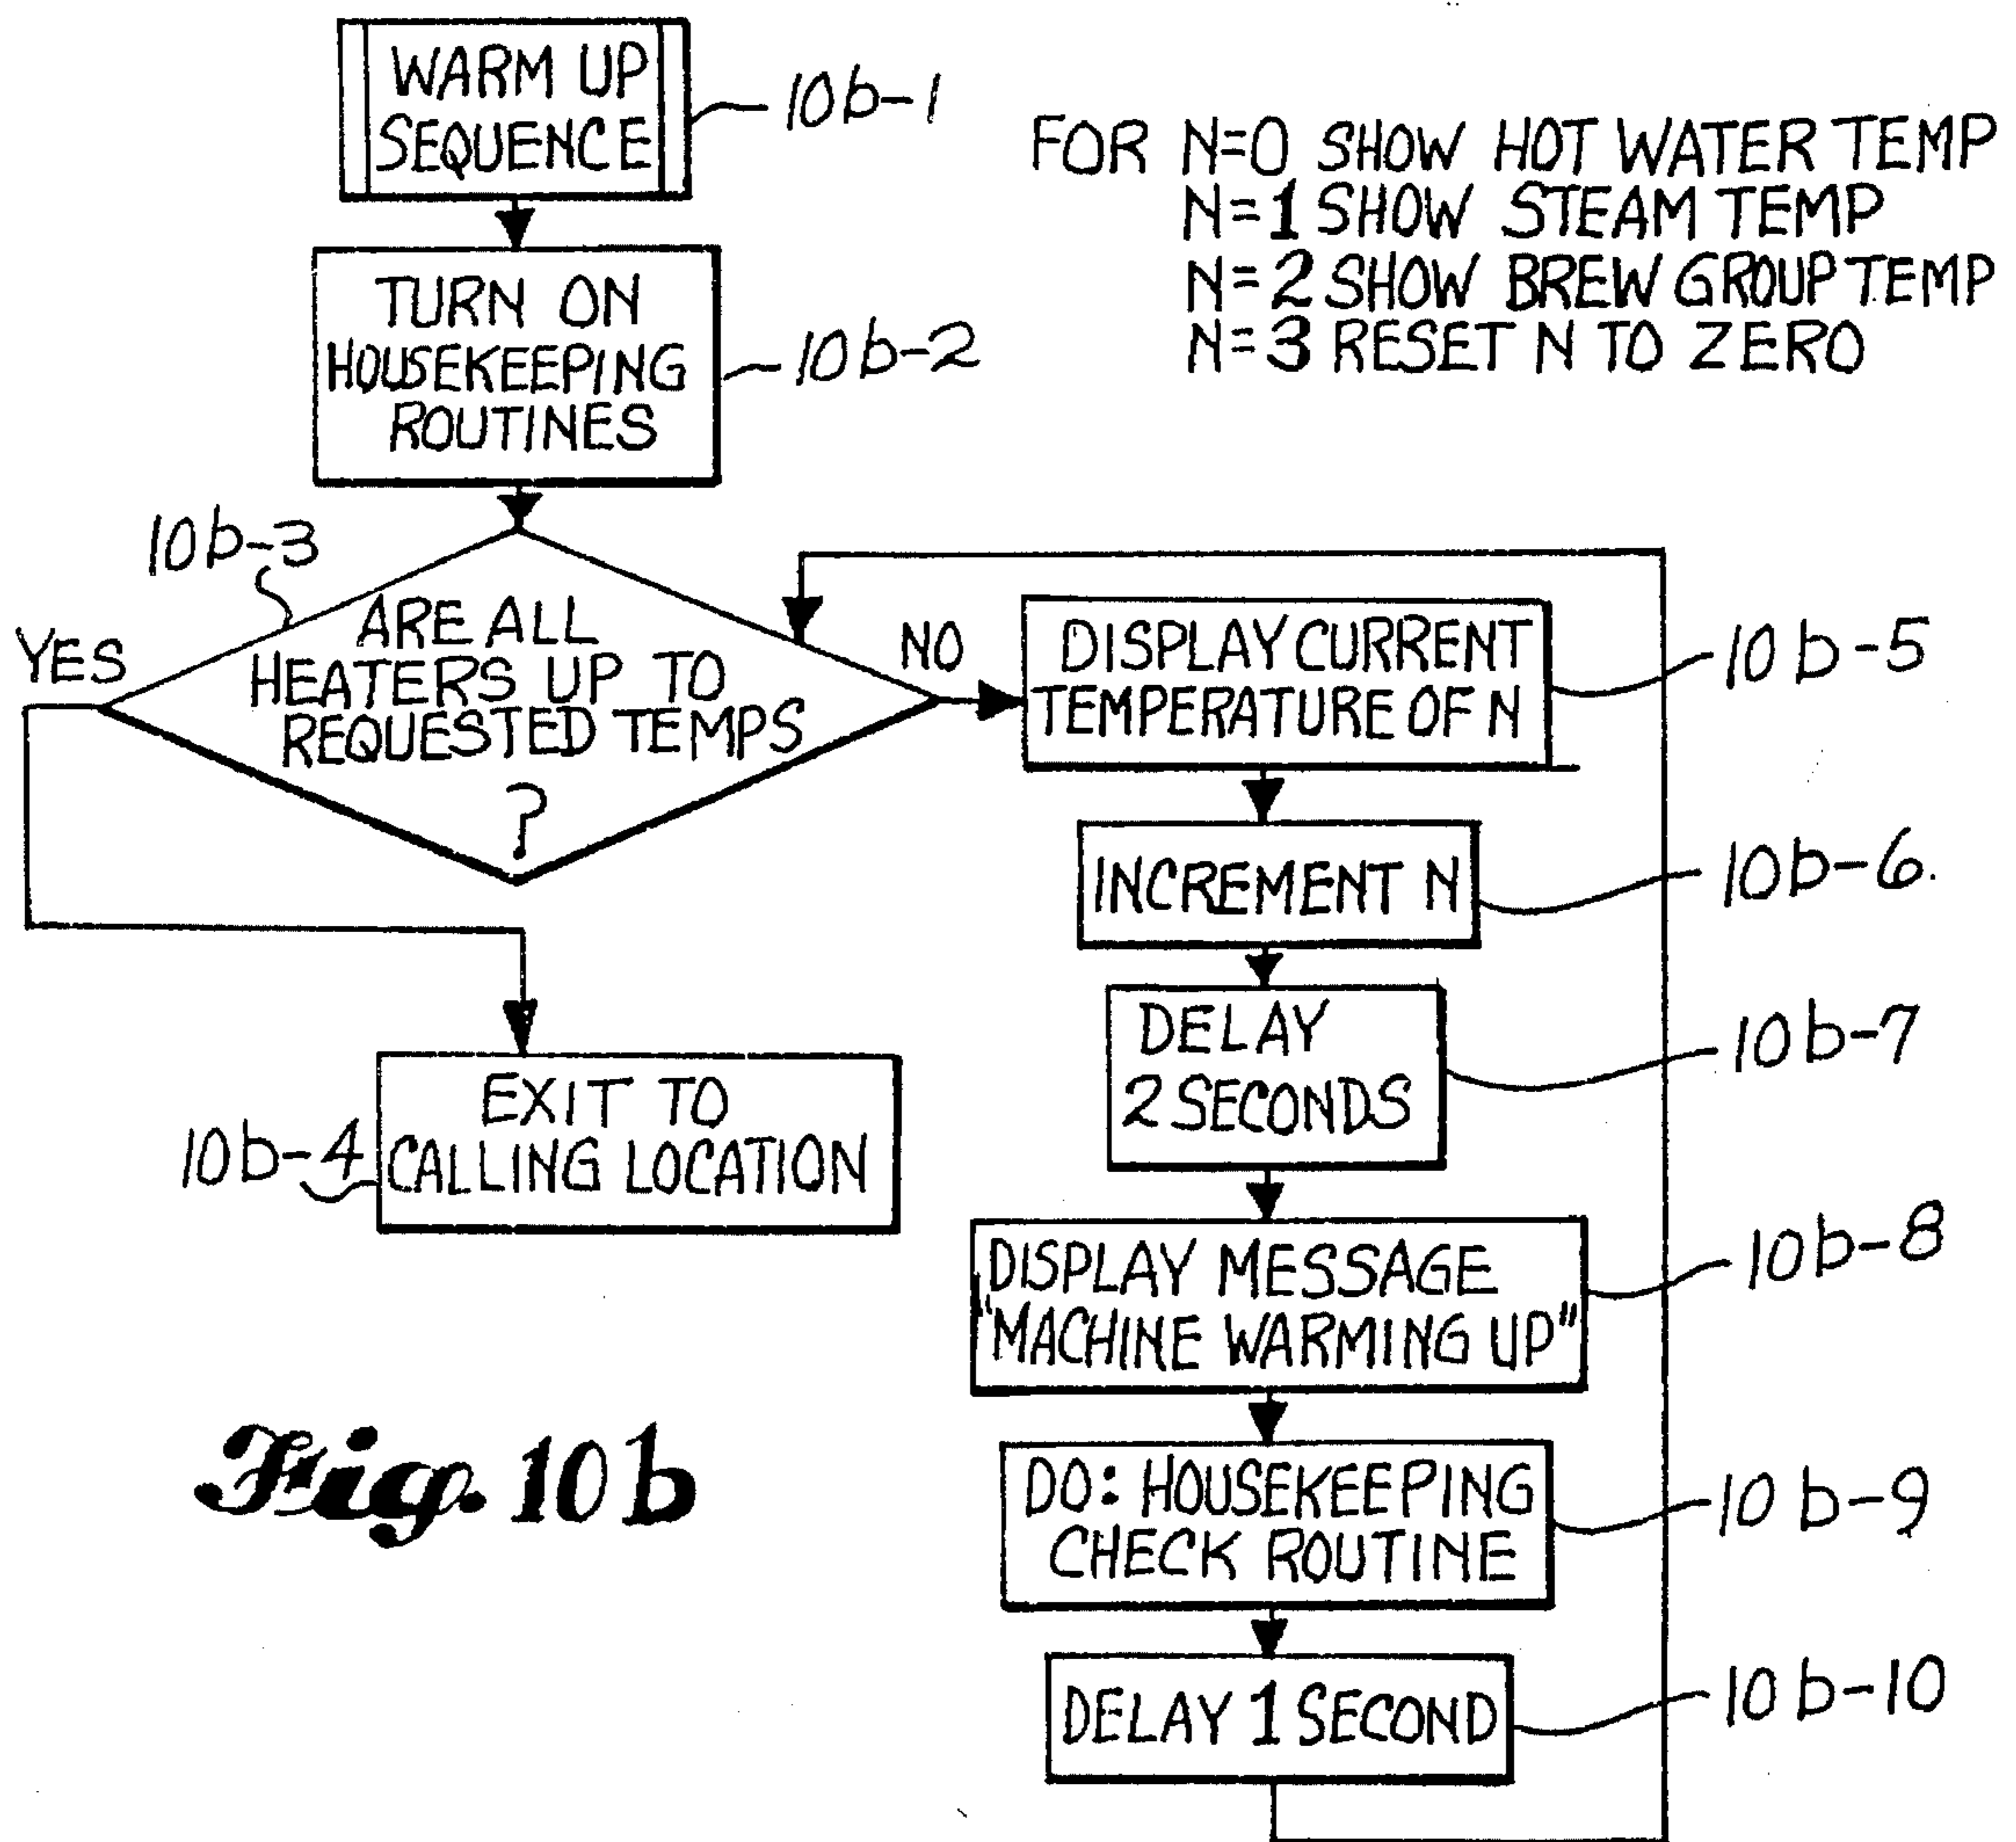 WARM UP
SEQUENCE
10b-1
FOR N=0 SHOW HOT WATER TEMP
N=1 SHOW STEAM TEMP
N=2 SHOW BREW GROUP TEMP
N=3 RESET N TO ZERO
TURN ON
HOUSEKEEPING
ROUTINES
10b-2
10b-3
ARE ALL
HEATERS UP TO
REQUESTED TEMPS
?
YES
NO
DISPLAY CURRENT
TEMPERATURE OF N
10b-5
INCREMENT N
10b-6.
DELAY
2 SECONDS
10b-7
EXIT TO
CALLING LOCATION
10b-4
DISPLAY MESSAGE
"MACHINE WARMING UP"
10b-8
DO: HOUSEKEEPING
CHECK ROUTINE
10b-9
DELAY 1 SECOND
10b-10
Fig. 10b